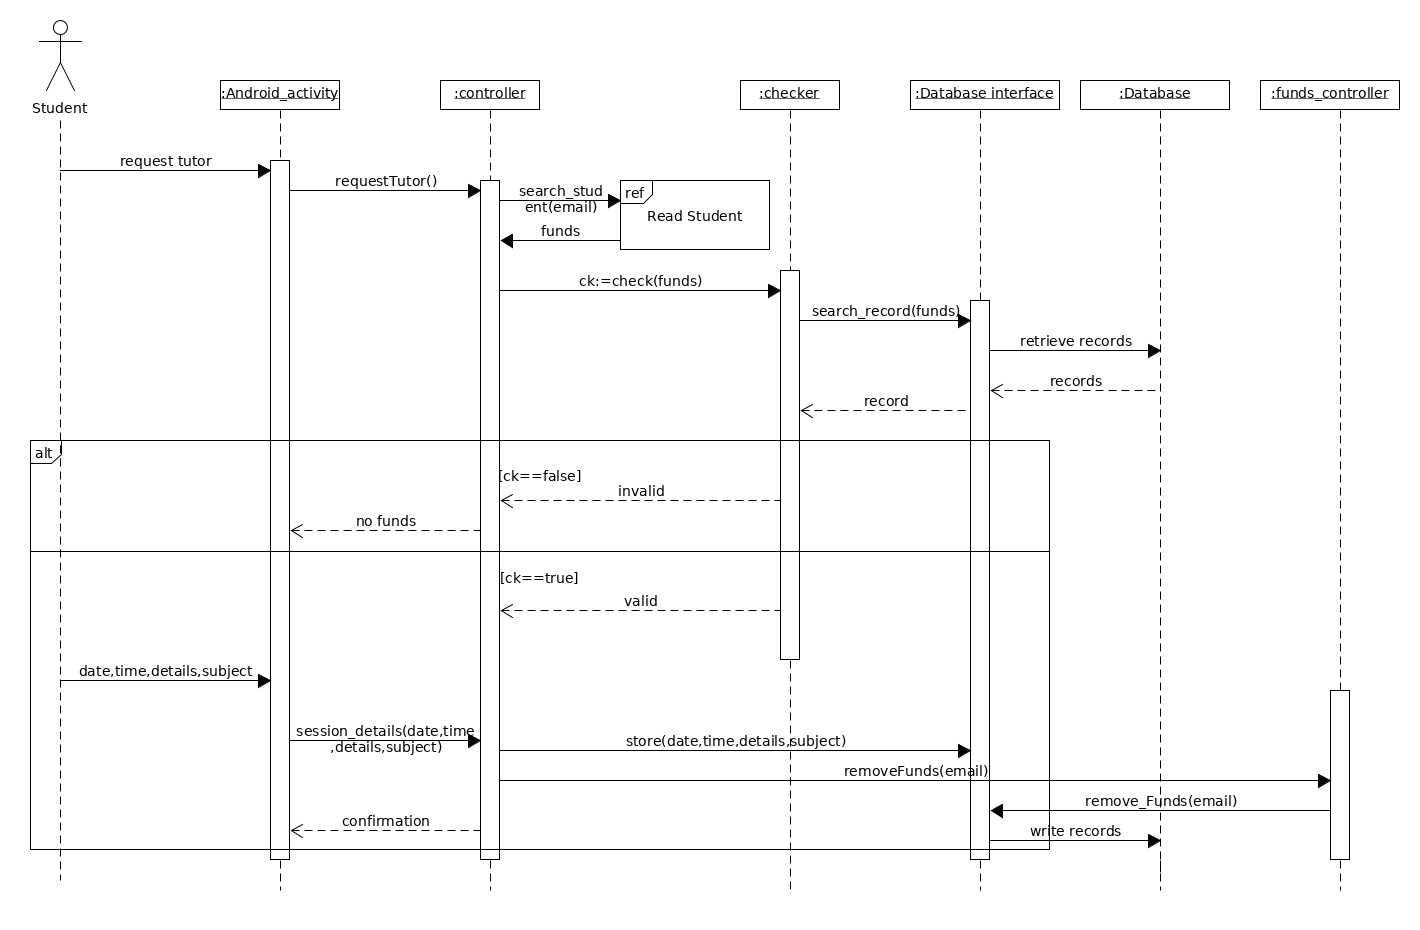 Student
:Android_activity
:controller
:checker
:Database interface
:Database
:funds_controller
request tutor
requestTutor()
search_stud
ent(email)
ref
Read Student
funds
ck:=check(funds)
search_record(funds)
retrieve records
records
record
alt
[ck==false]
invalid
no funds
[ck==true]
valid
date,time,details,subject
session_details(date,time
,details,subject)
store(date,time,details,subject)
removeFunds(email)
remove_Funds(email)
confirmation
write records